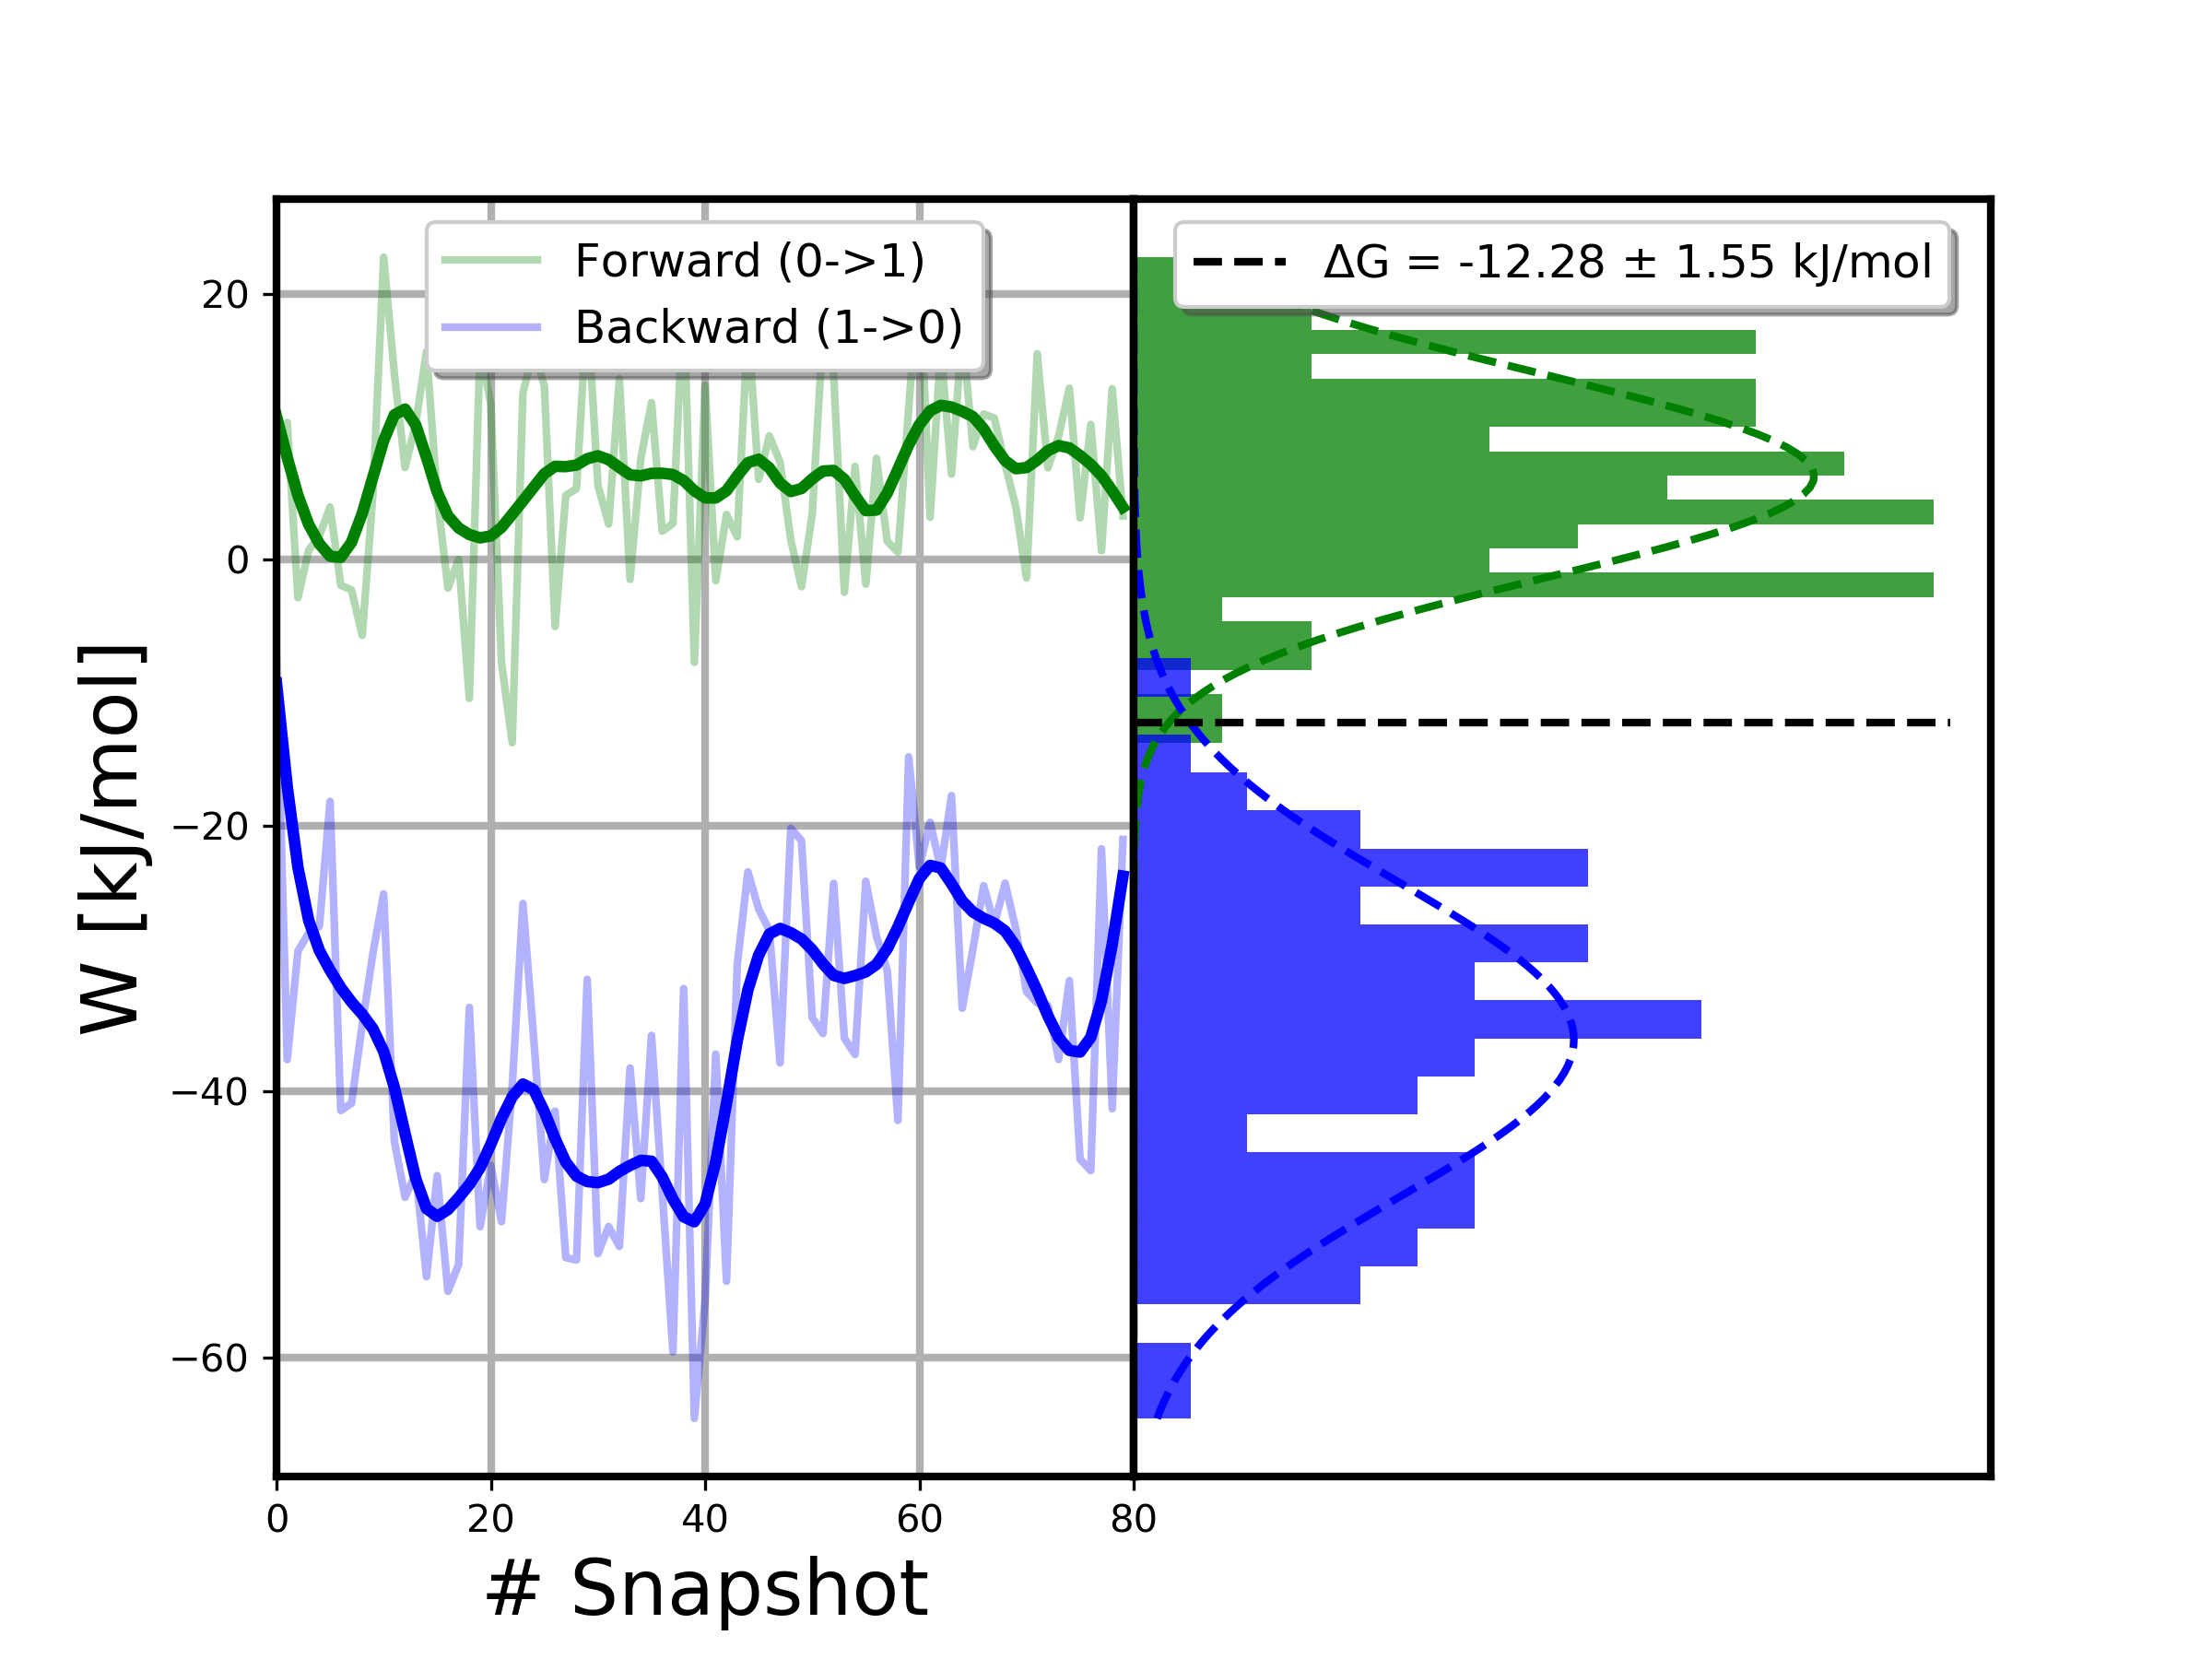 Forward (0->1)
Backward (1->0)
ΔG = -12.28 ± 1.55 kJ/mol
W [kJ/mol]
20
0
−20
−40
−60
0 20 40 60 80
# Snapshot